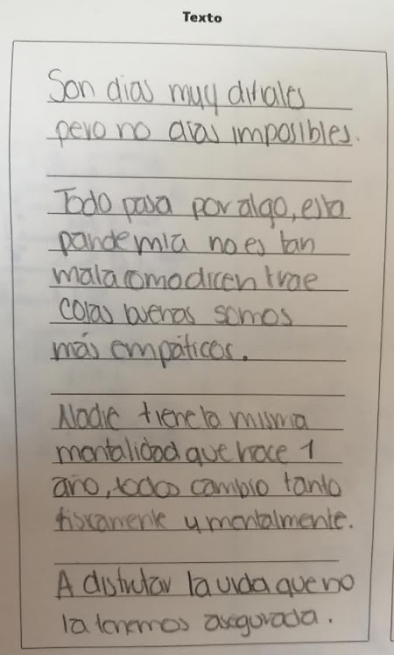 Texto
Son dias muy dificiles
pero no dias imposibles.
Todo pasa por algo, esta
pandemia no es tan
mala como dicen trae
cosas buenas somos
más empáticos.
Nadie tiene la misma
mentalidad que hace 1
año, todos cambio tanto
fisicamente y mentalmente.
A disfrutar la vida que no
la tenemos asegurada.